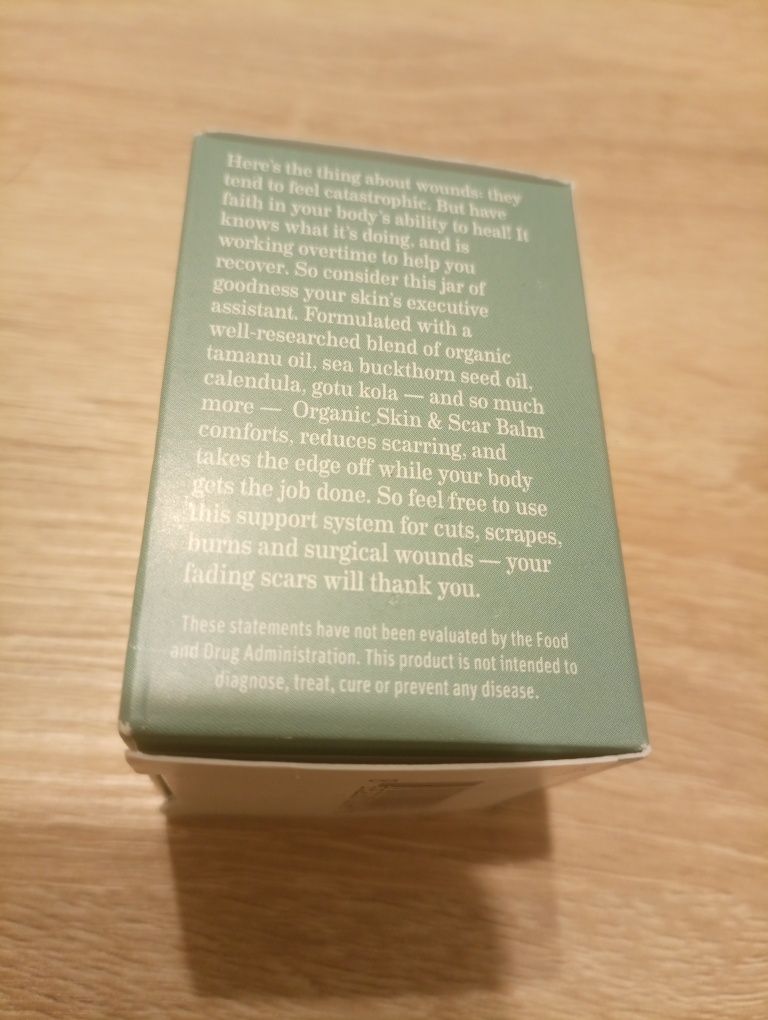 Here's the thing about wounds: they
tend to feel catastrophic. But have
faith in your body's ability to heal! It
knows what it's doing, and is
working overtime to help you
recover. So consider this jar of
goodness your skin's executive
assistant. Formulated with a
well-researched blend of organic
tamanu oil, sea buckthorn seed oil,
calendula, gotu kola — and so much
more — Organic Skin & Scar Balm
comforts, reduces scarring, and
takes the edge off while your body
gets the job done. So feel free to use
this support system for cuts, scrapes,
burns and surgical wounds — your
fading scars will thank you.
These statements have not been evaluated by the Food
and Drug Administration. This product is not intended to
diagnose, treat, cure or prevent any disease.